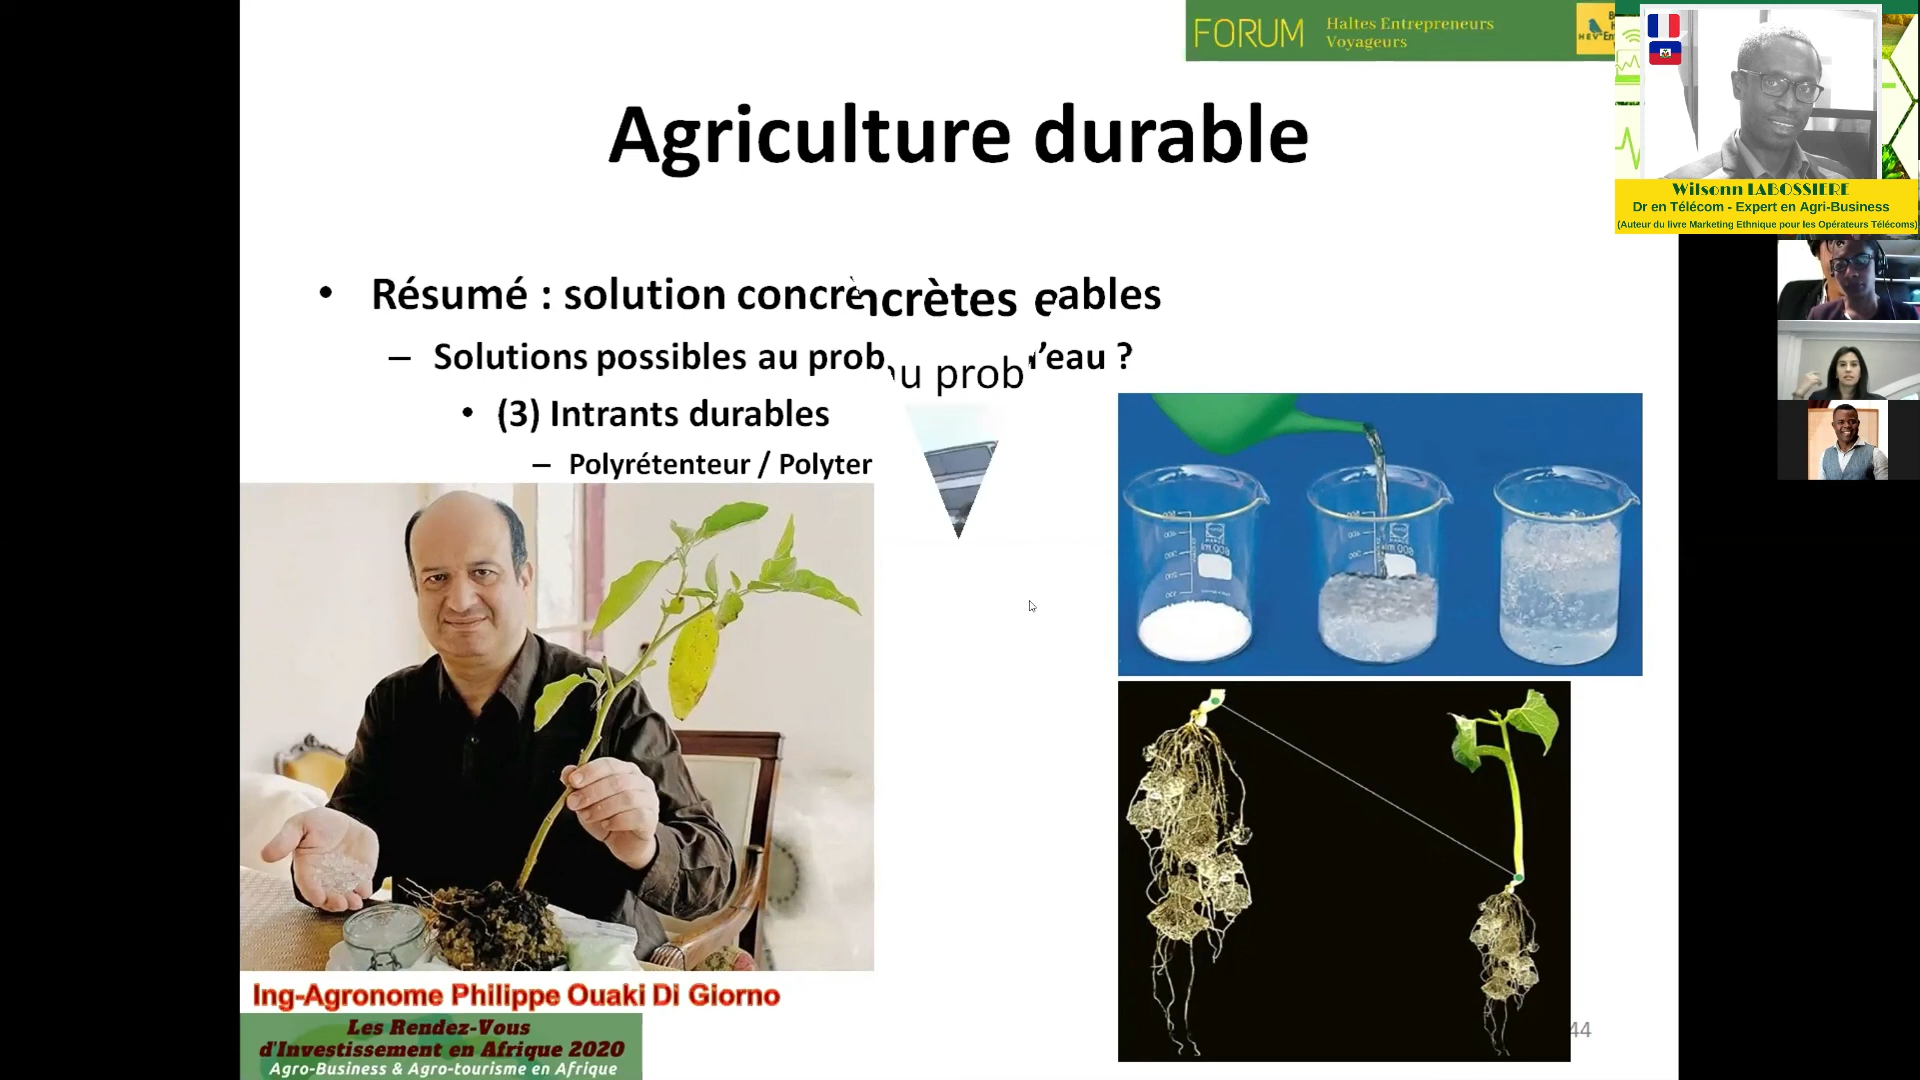 FORUM
Haltes Entrepreneurs
Voyageurs
Agriculture durable
Wilsonn LABOSSIERE
Dr en Télécom - Expert en Agri-Business
(Auteur du livre Marketing Ethnique pour les Opérateurs Télécoms)
• Résumé : solution concrè ncrètes e ables
– Solutions possibles au prob au prob d'eau ?
• (3) Intrants durables
– Polyrétenteur / Polyter
Ing-Agronome Philippe Ouaki Di Giorno
Les Rendez-Vous
d'Investissement en Afrique 2020
Agro-Business & Agro-tourisme en Afrique
44